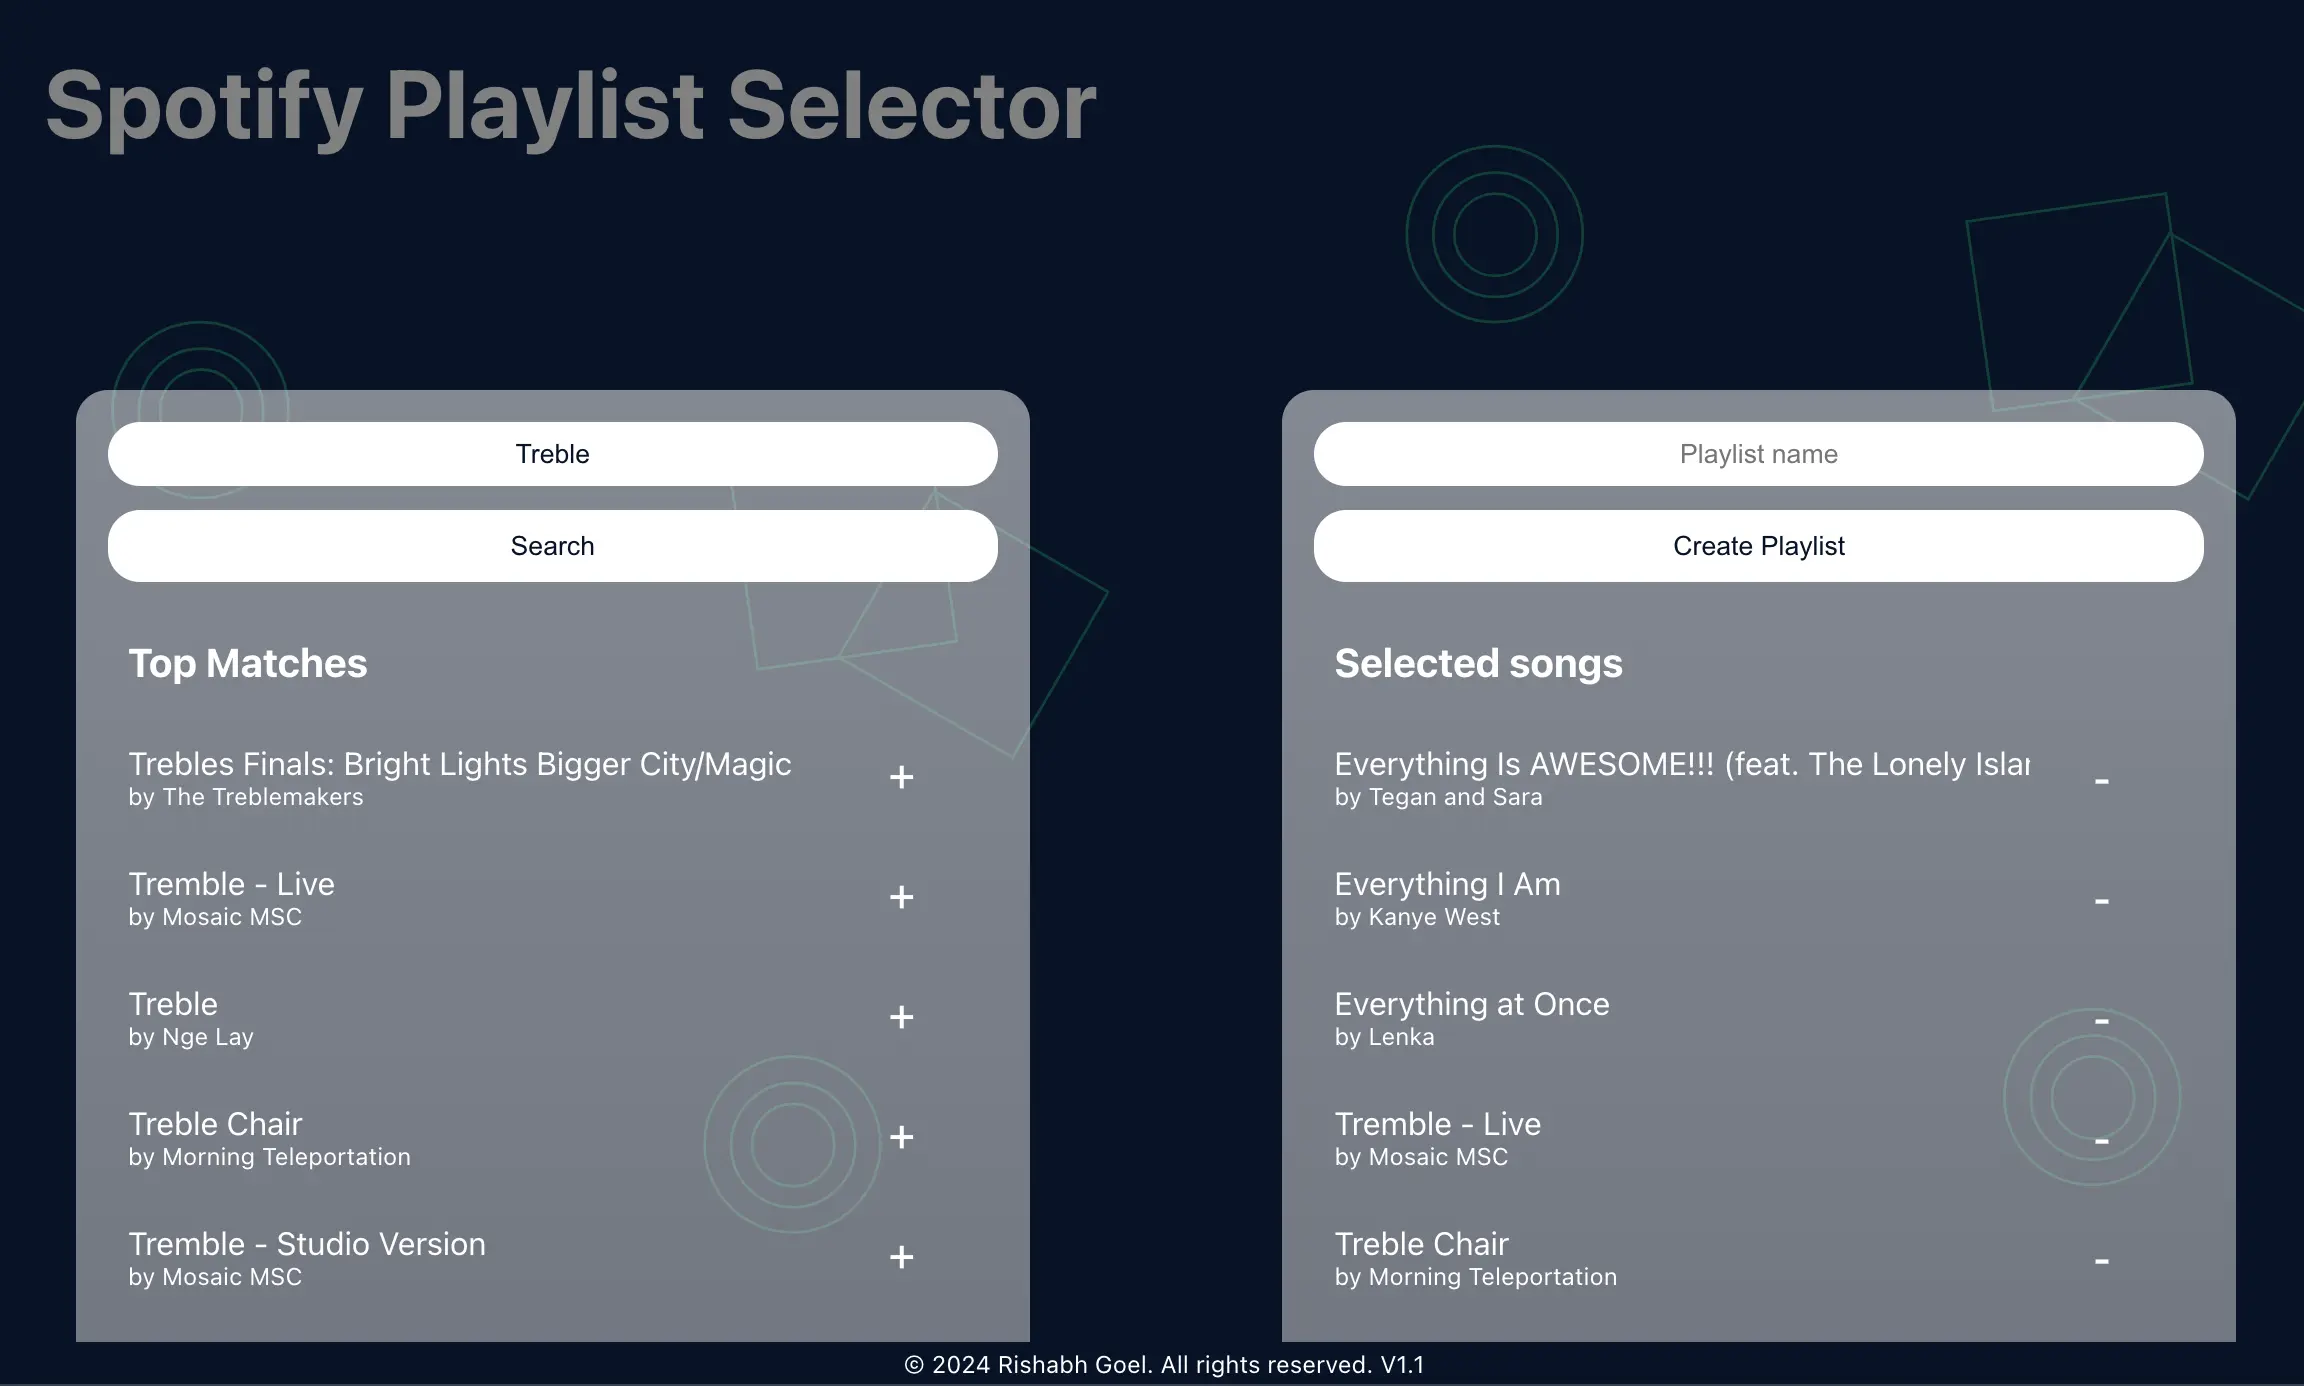 Spotify Playlist Selector
Treble
Search
Top Matches
Trebles Finals: Bright Lights Bigger City/Magic
by The Treblemakers
+
Tremble - Live
by Mosaic MSC
+
Treble
by Nge Lay
+
Treble Chair
by Morning Teleportation
+
Tremble - Studio Version
by Mosaic MSC
+
Playlist name
Create Playlist
Selected songs
Everything Is AWESOME!!! (feat. The Lonely Islan
by Tegan and Sara
-
Everything I Am
by Kanye West
-
Everything at Once
by Lenka
-
Tremble - Live
by Mosaic MSC
-
Treble Chair
by Morning Teleportation
-
© 2024 Rishabh Goel. All rights reserved. V1.1